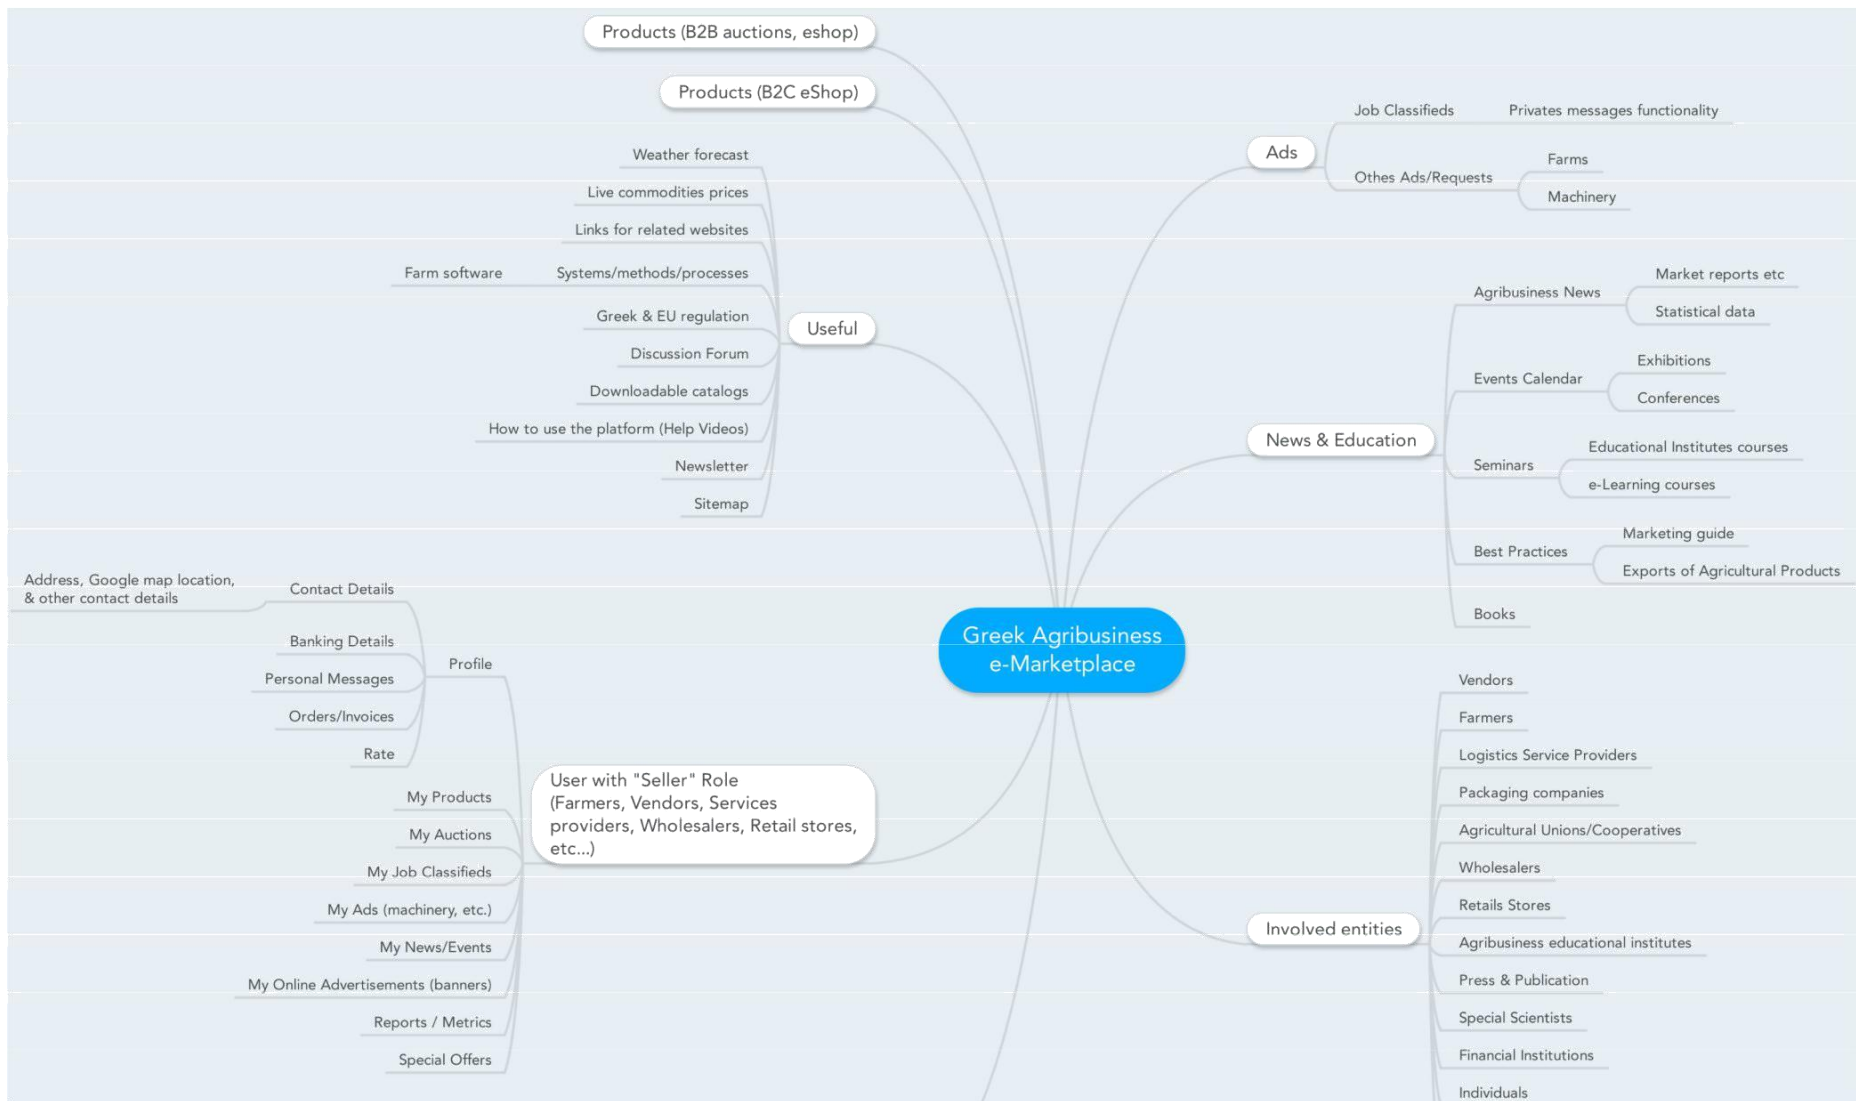 Products (B2B auctions, eshop)
Products (B2C eShop)
Weather forecast
Live commodities prices
Links for related websites
Farm software
Systems/methods/processes
Greek & EU regulation
Discussion Forum
Downloadable catalogs
How to use the platform (Help Videos)
Newsletter
Sitemap
Useful
Address, Google map location,
& other contact details
Contact Details
Banking Details
Personal Messages
Orders/Invoices
Rate
Profile
My Products
My Auctions
My Job Classifieds
My Ads (machinery, etc.)
My News/Events
My Online Advertisements (banners)
Reports / Metrics
Special Offers
User with "Seller" Role
(Farmers, Vendors, Services
providers, Wholesalers, Retail stores,
etc...)
Greek Agribusiness
e-Marketplace
Ads
Job Classifieds
Privates messages functionality
Othes Ads/Requests
Farms
Machinery
News & Education
Agribusiness News
Market reports etc
Statistical data
Events Calendar
Exhibitions
Conferences
Seminars
Educational Institutes courses
e-Learning courses
Best Practices
Marketing guide
Exports of Agricultural Products
Books
Involved entities
Vendors
Farmers
Logistics Service Providers
Packaging companies
Agricultural Unions/Cooperatives
Wholesalers
Retails Stores
Agribusiness educational institutes
Press & Publication
Special Scientists
Financial Institutions
Individuals